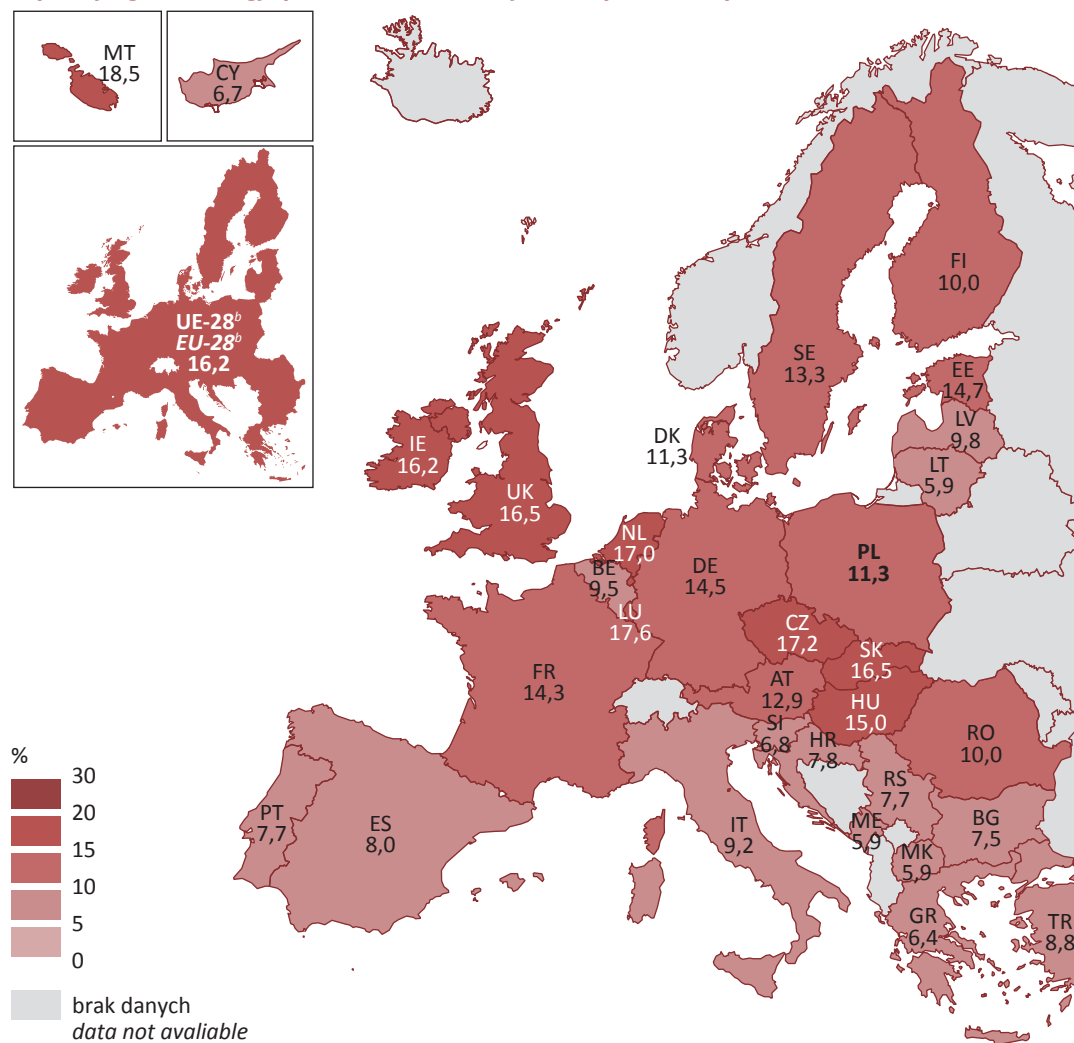 MT
18,5
CY
6,7
UE-28ᵇ
EU-28ᵇ
16,2
FI
10,0
SE
13,3
EE
14,7
LV
9,8
LT
5,9
DK
11,3
IE
16,2
UK
16,5
NL
17,0
BE
9,5
LU
17,6
DE
14,5
PL
11,3
CZ
17,2
SK
16,5
FR
14,3
AT
12,9
HU
15,0
SI
6,8
HR
7,8
RO
10,0
RS
7,7
PT
7,7
ES
8,0
IT
9,2
ME
5,9
BG
7,5
MK
5,9
GR
6,4
TR
8,8
%
30
20
15
10
5
0
brak danych
data not avaliable